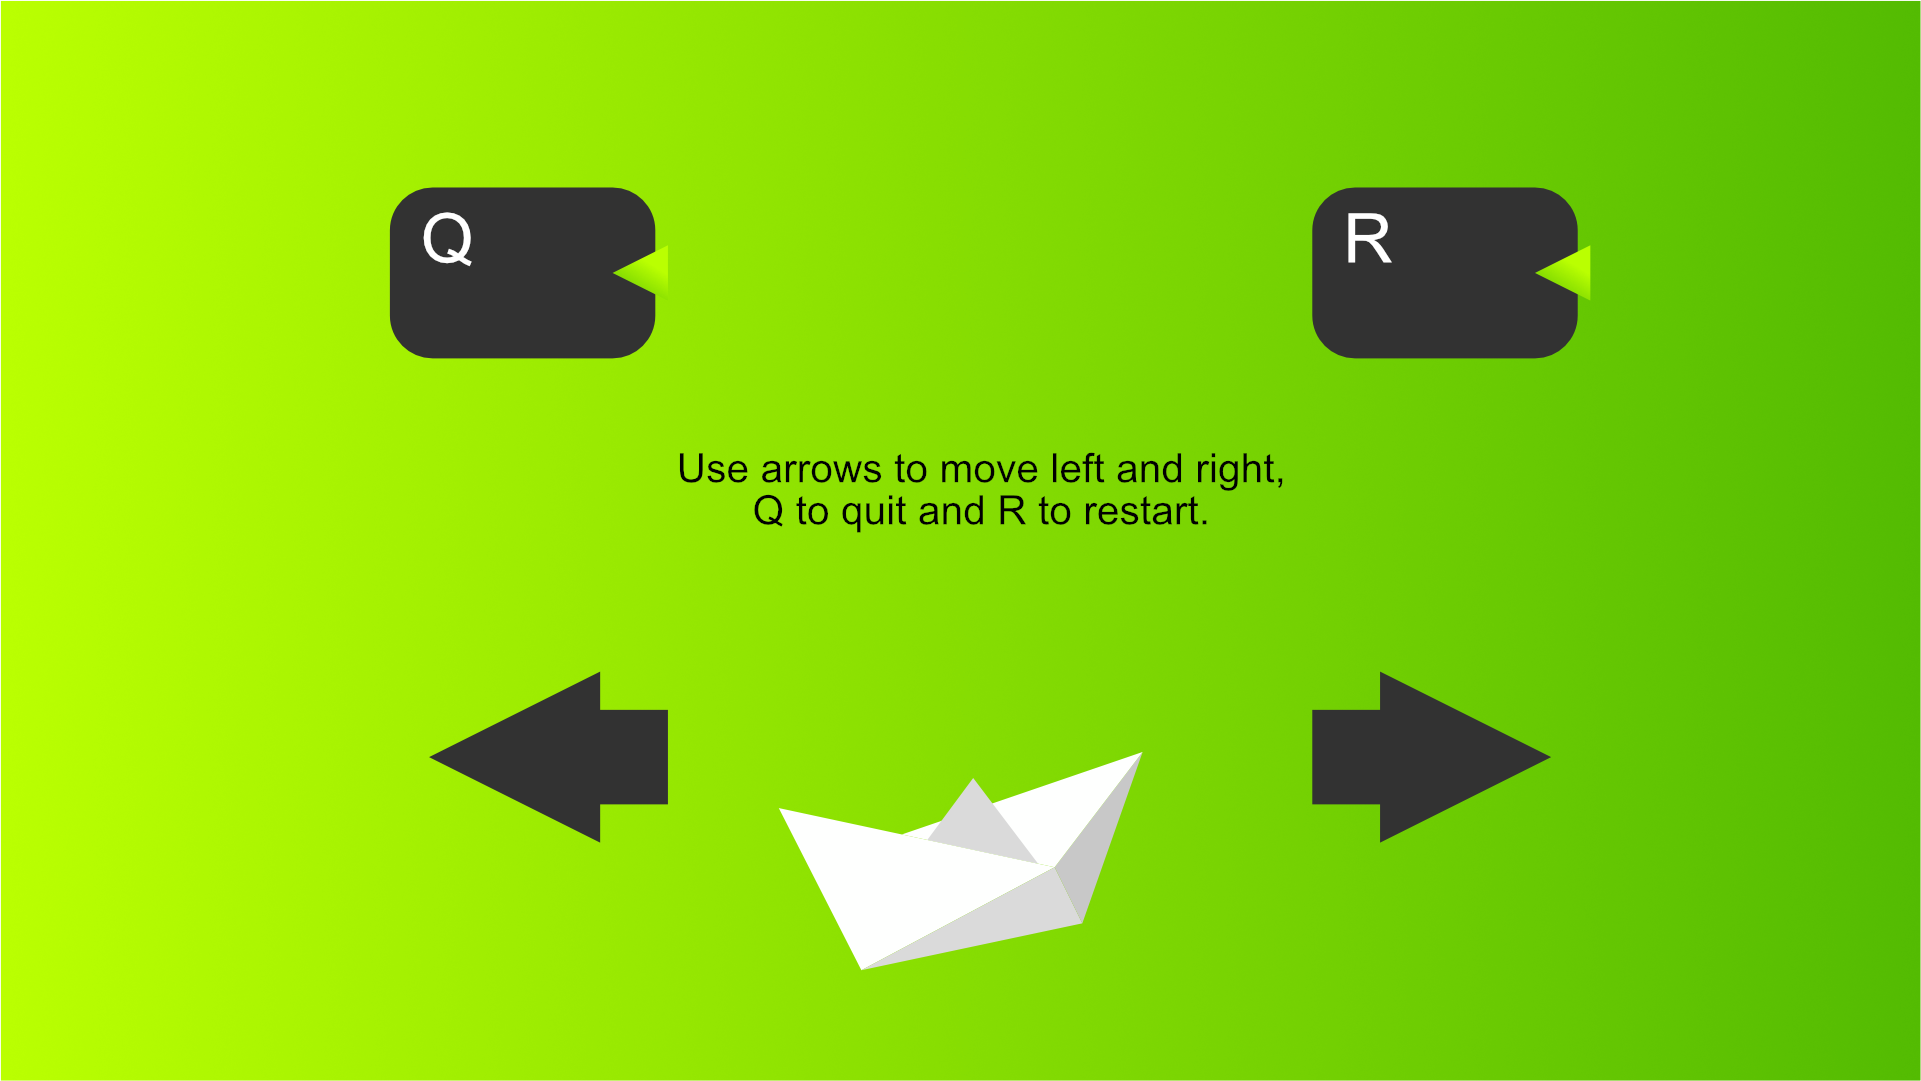 Q
R
Use arrows to move left and right,
Q to quit and R to restart.